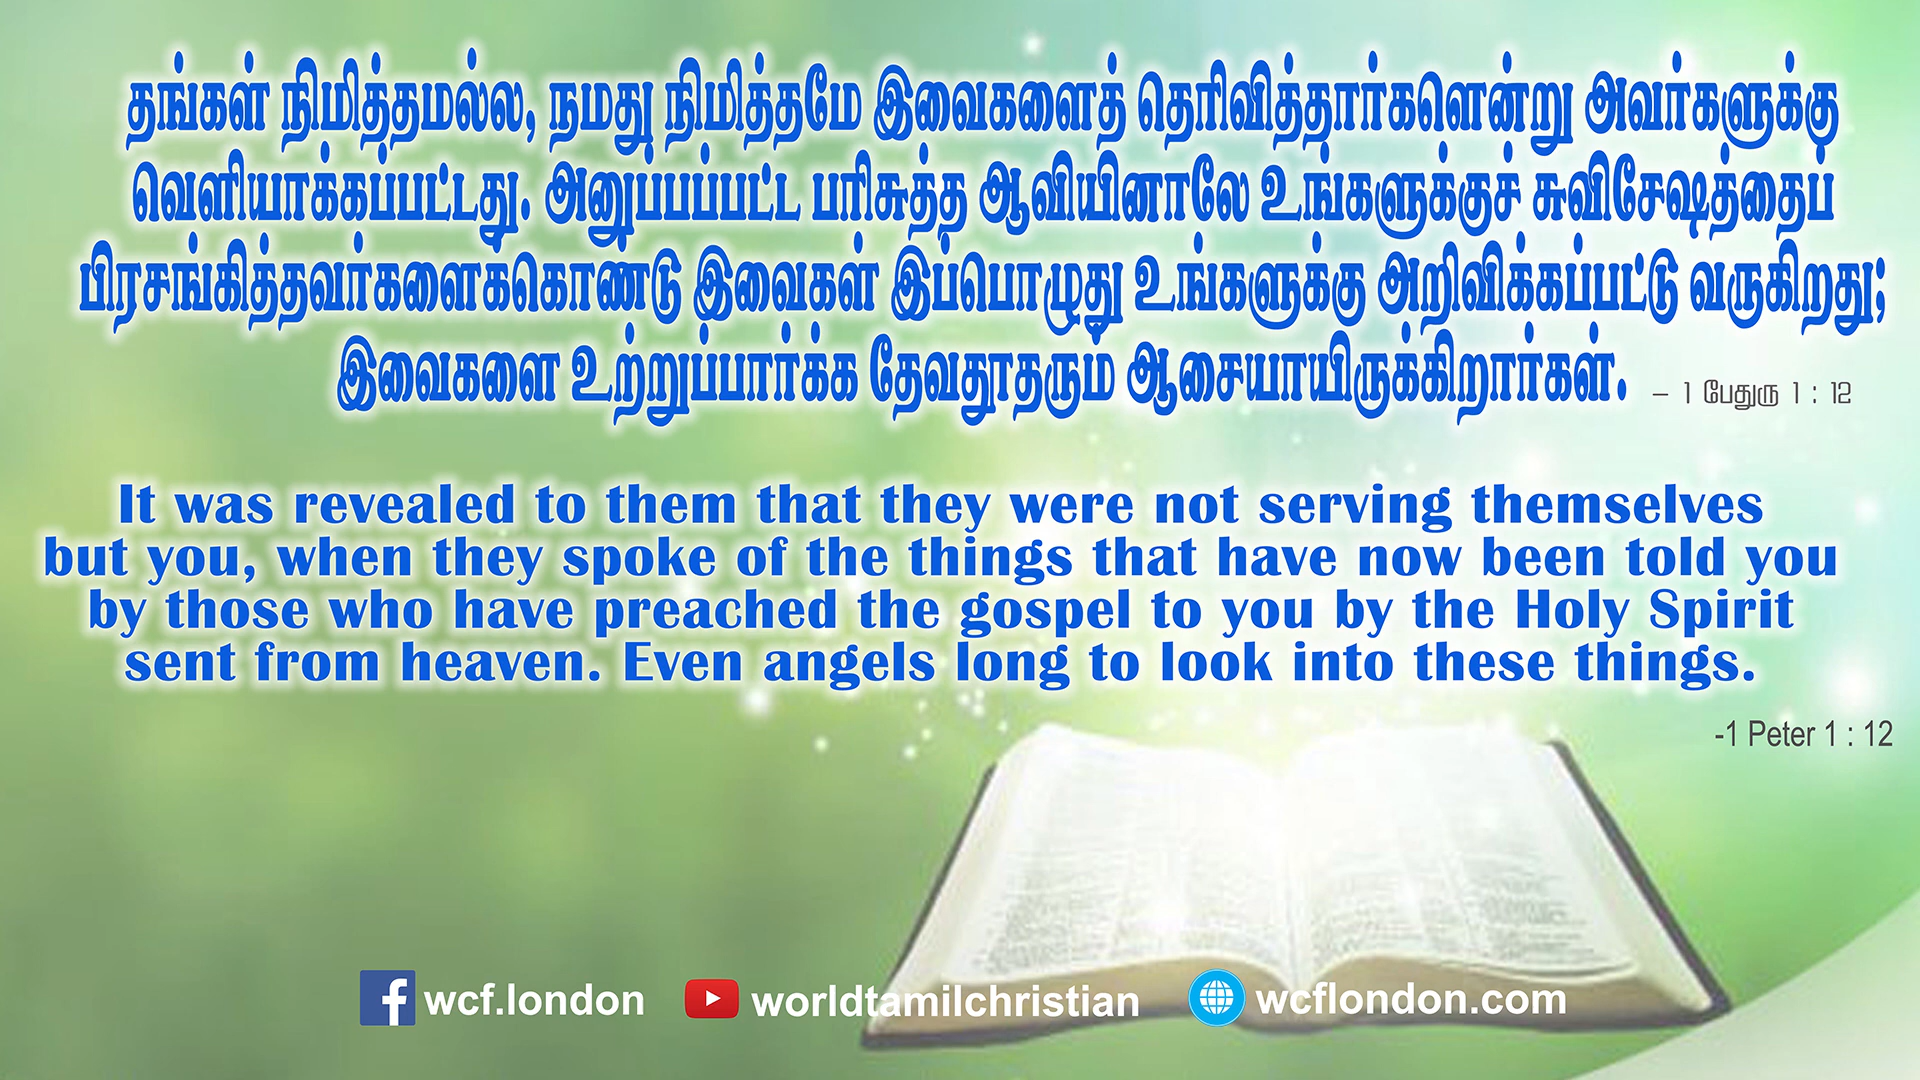 தங்கள் நிமித்தமல்ல, நமது நிமித்தமே இவைகளைத் தெரிவித்தார்களென்று அவர்களுக்கு
வெளியாக்கப்பட்டது. அனுப்பப்பட்ட பரிசுத்த ஆவியினாலே உங்களுக்குச் சுவிசேஷத்தைப்
பிரசங்கித்தவர்களைக்கொண்டு இவைகள் இப்பொழுது உங்களுக்கு அறிவிக்கப்பட்டு வருகிறது;
இவைகளை உற்றுப்பார்க்க தேவதூதரும் ஆசையாயிருக்கிறார்கள். – 1 பேதுரு 1 : 12
It was revealed to them that they were not serving themselves
but you, when they spoke of the things that have now been told you
by those who have preached the gospel to you by the Holy Spirit
sent from heaven. Even angels long to look into these things.
-1 Peter 1 : 12
wcf.london worldtamilchristian wcflondon.com